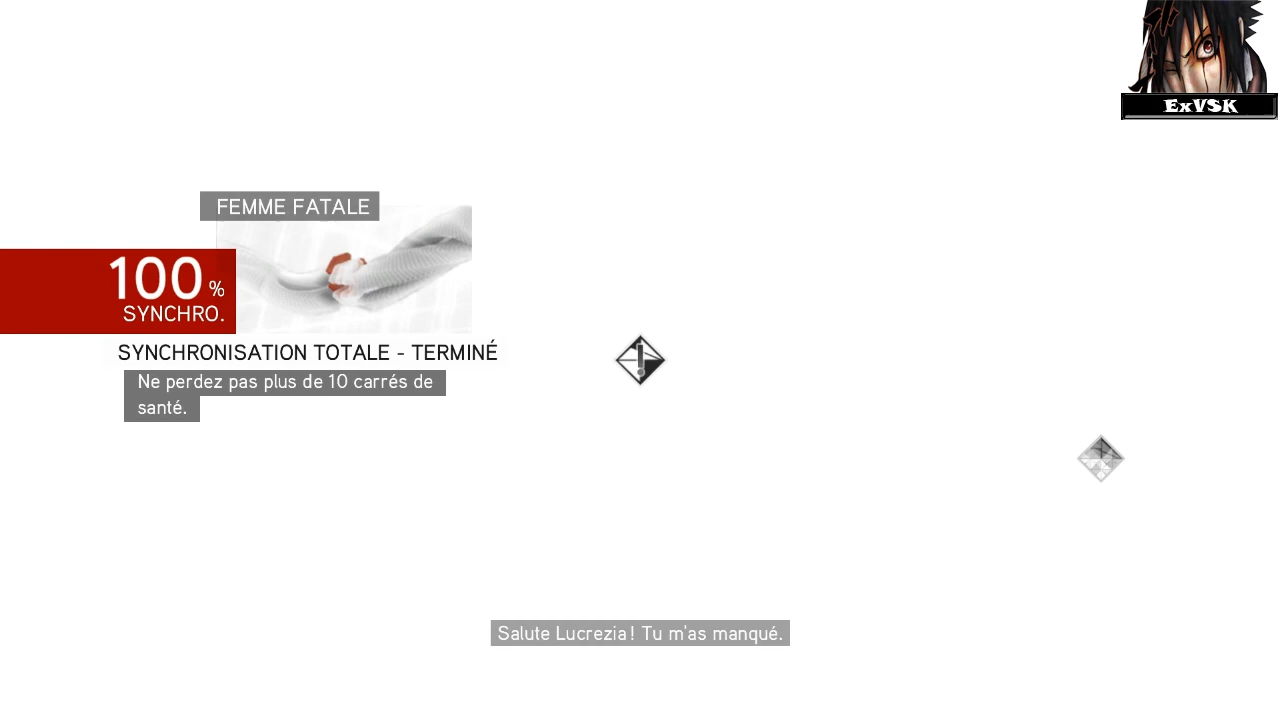 ExVSK
FEMME FATALE
100 %
SYNCHRO.
SYNCHRONISATION TOTALE - TERMINÉ
Ne perdez pas plus de 10 carrés de
santé.
Salute Lucrezia! Tu m'as manqué.